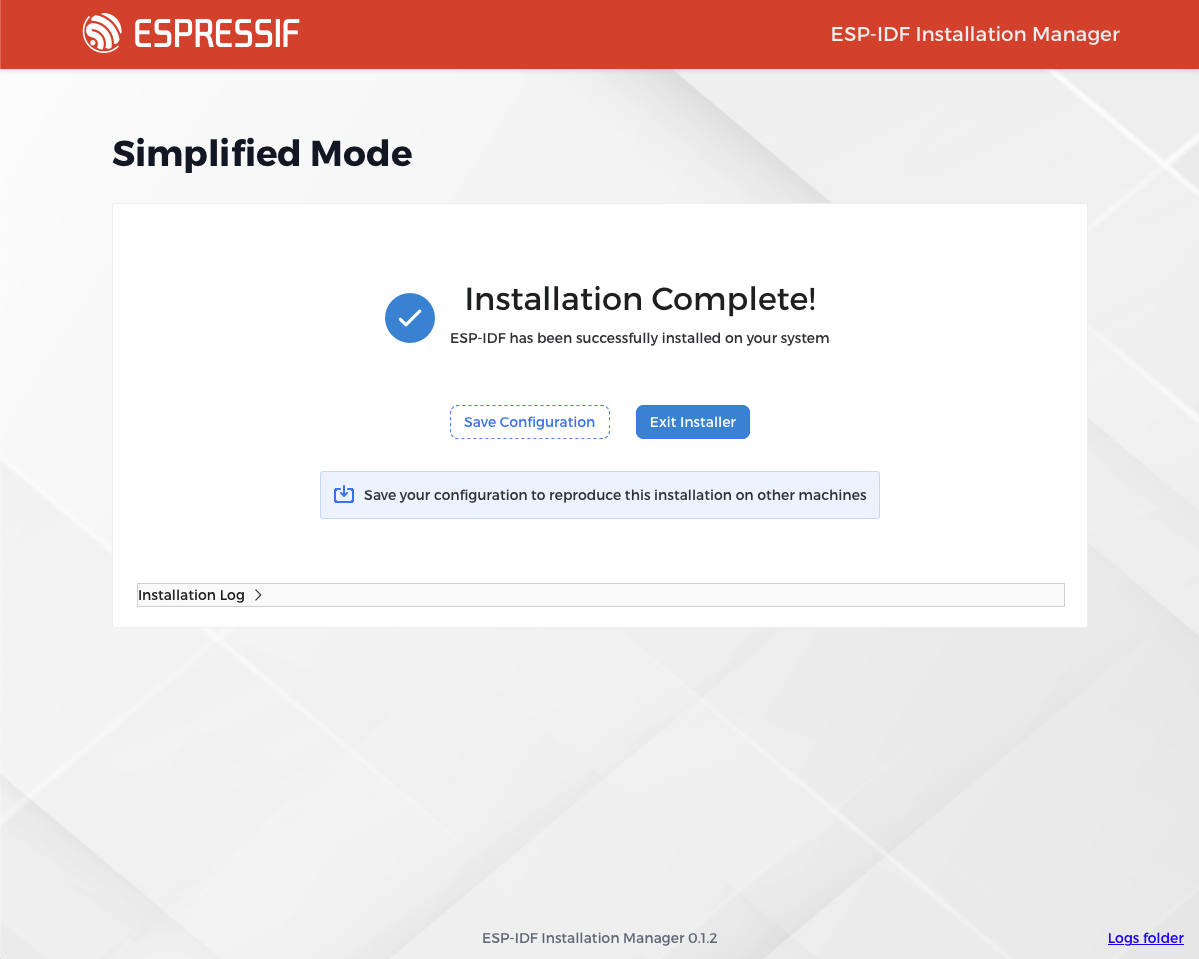 ESPRESSIF
ESP-IDF Installation Manager
Simplified Mode
Installation Complete!
ESP-IDF has been successfully installed on your system
Save Configuration
Exit Installer
Save your configuration to reproduce this installation on other machines
Installation Log
ESP-IDF Installation Manager 0.1.2
Logs folder